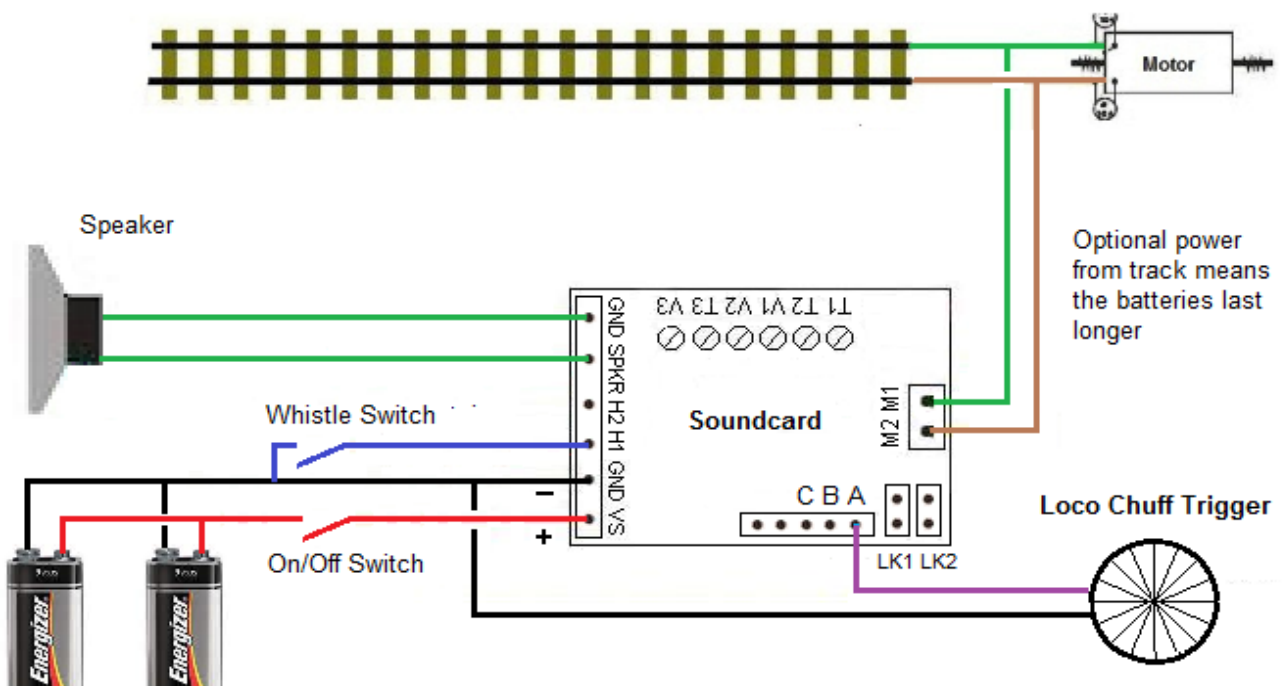 Motor
Speaker
Optional power
from track means
the batteries last
longer
V3 T3 V2 V1 T2 T1
GND SPKR H2 H1 GND VS
Soundcard
M2 M1
Whistle Switch
C B A
Loco Chuff Trigger
−
+
On/Off Switch
LK1 LK2
Energizer
Energizer